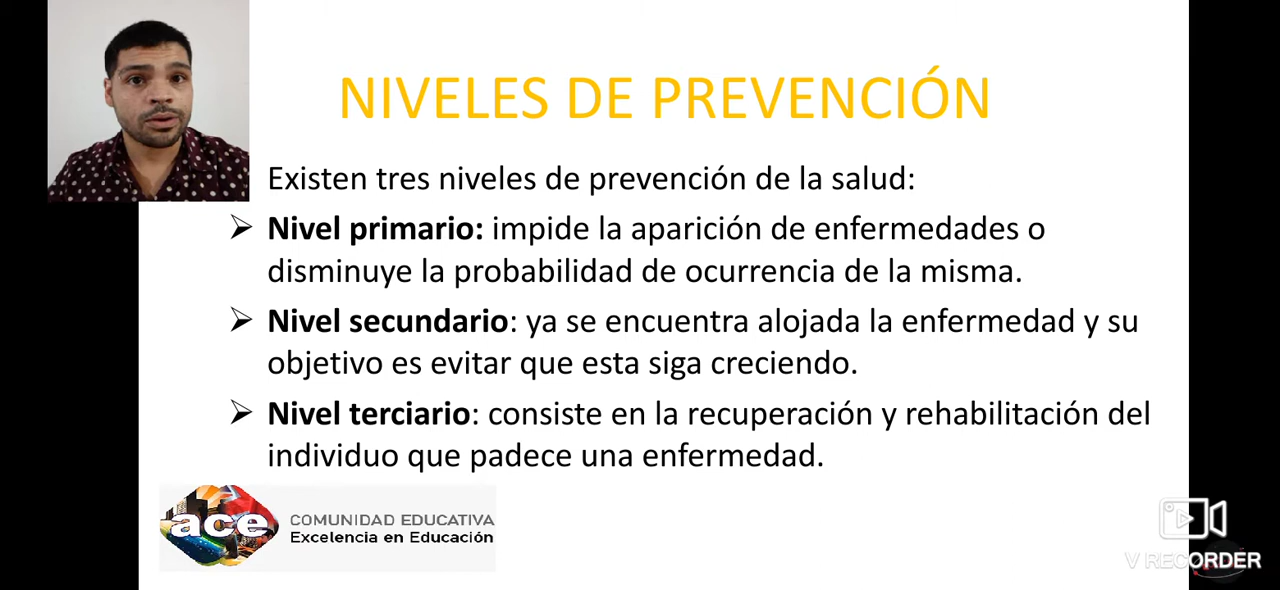 NIVELES DE PREVENCIÓN
Existen tres niveles de prevención de la salud:
Nivel primario: impide la aparición de enfermedades o
disminuye la probabilidad de ocurrencia de la misma.
Nivel secundario: ya se encuentra alojada la enfermedad y su
objetivo es evitar que esta siga creciendo.
Nivel terciario: consiste en la recuperación y rehabilitación del
individuo que padece una enfermedad.
ace
COMUNIDAD EDUCATIVA
Excelencia en Educación
V RECORDER